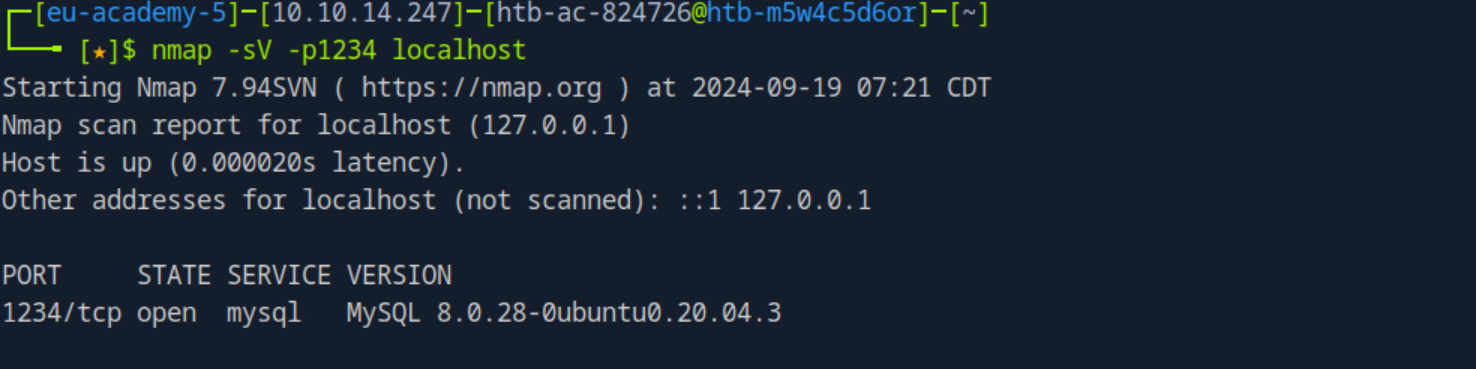 [eu-academy-5]─[10.10.14.247]─[htb-ac-824726@htb-m5w4c5d6or]─[~]
[★]$ nmap -sV -p1234 localhost
Starting Nmap 7.94SVN ( https://nmap.org ) at 2024-09-19 07:21 CDT
Nmap scan report for localhost (127.0.0.1)
Host is up (0.000020s latency).
Other addresses for localhost (not scanned): ::1 127.0.0.1
PORT     STATE SERVICE VERSION
1234/tcp open  mysql   MySQL 8.0.28-0ubuntu0.20.04.3